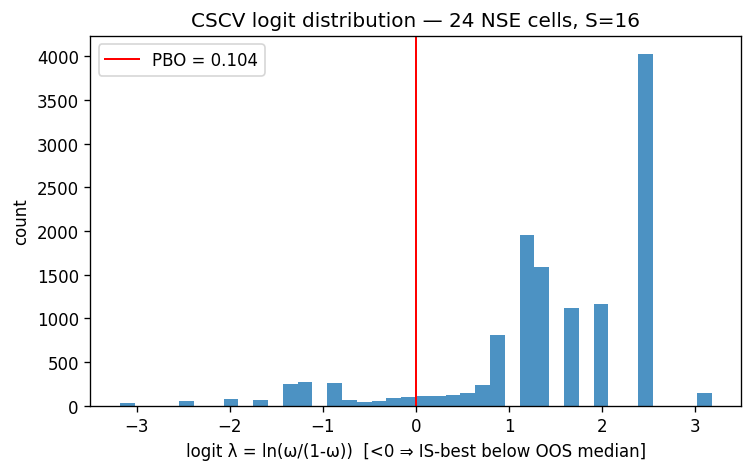 CSCV logit distribution — 24 NSE cells, S=16
PBO = 0.104
4000
3500
3000
2500
2000
1500
1000
500
0
count
−3 −2 −1 0 1 2 3
logit λ = ln(ω/(1-ω)) [<0 ⇒ IS-best below OOS median]